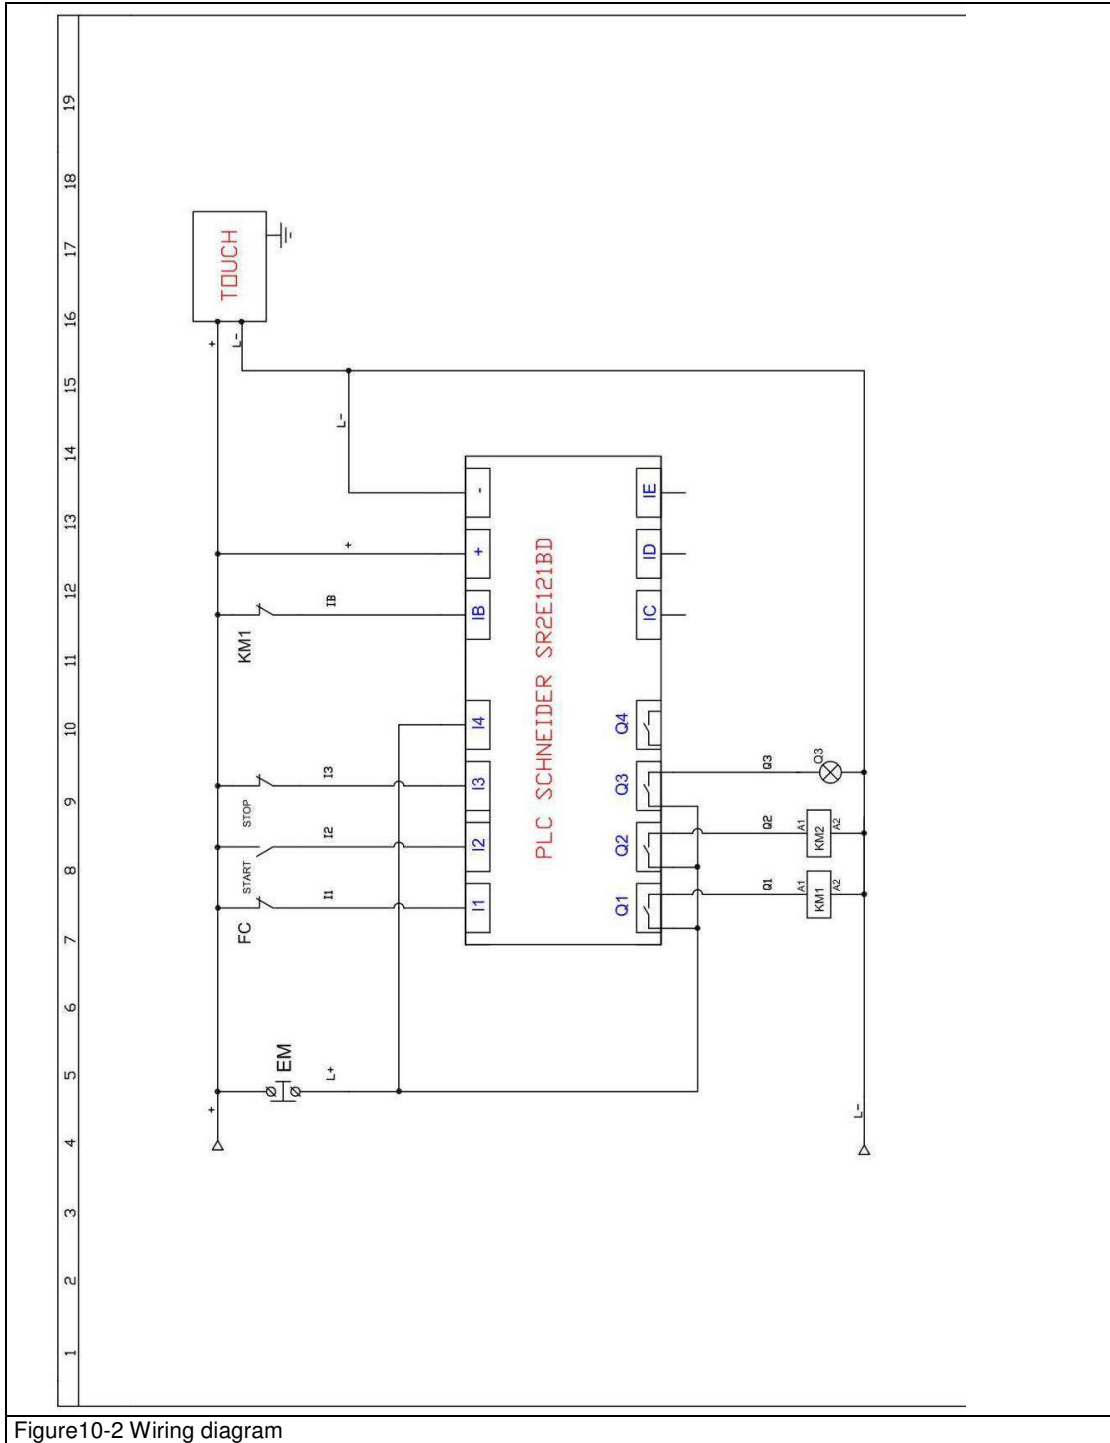 1 2 3 4 5 6 7 8 9 10 11 12 13 14 15 16 17 18 19
TOUCH
+
+
L-
EM
L+
FC
START
STOP
KM1
I1
I2
I3
IB
+
L-
I1 I2 I3 I4 IB + -
PLC SCHNEIDER SR2E121BD
Q1 Q2 Q3 Q4 IC ID IE
Q1
Q2
Q3
A1
KM1
A2
A1
KM2
A2
Q3
L-
Figure10-2 Wiring diagram